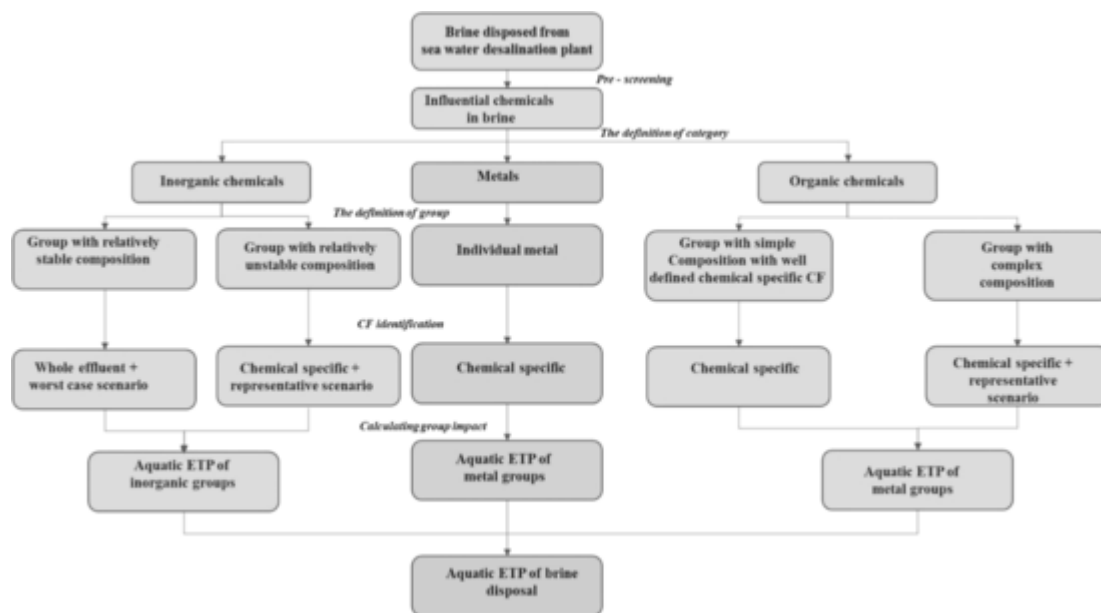 Brine disposed from
sea water desalination plant
Pre - screening
Influential chemicals
in brine
The definition of category
Inorganic chemicals
Metals
Organic chemicals
The definition of group
Group with relatively
stable composition
Group with relatively
unstable composition
Individual metal
Group with simple
Composition with well
defined chemical specific CF
Group with
complex
composition
CF identification
Whole effluent +
worst case scenario
Chemical specific +
representative scenario
Chemical specific
Chemical specific
Chemical specific +
representative
scenario
Calculating group impact
Aquatic ETP of
inorganic groups
Aquatic ETP of
metal groups
Aquatic ETP of
metal groups
Aquatic ETP of brine
disposal